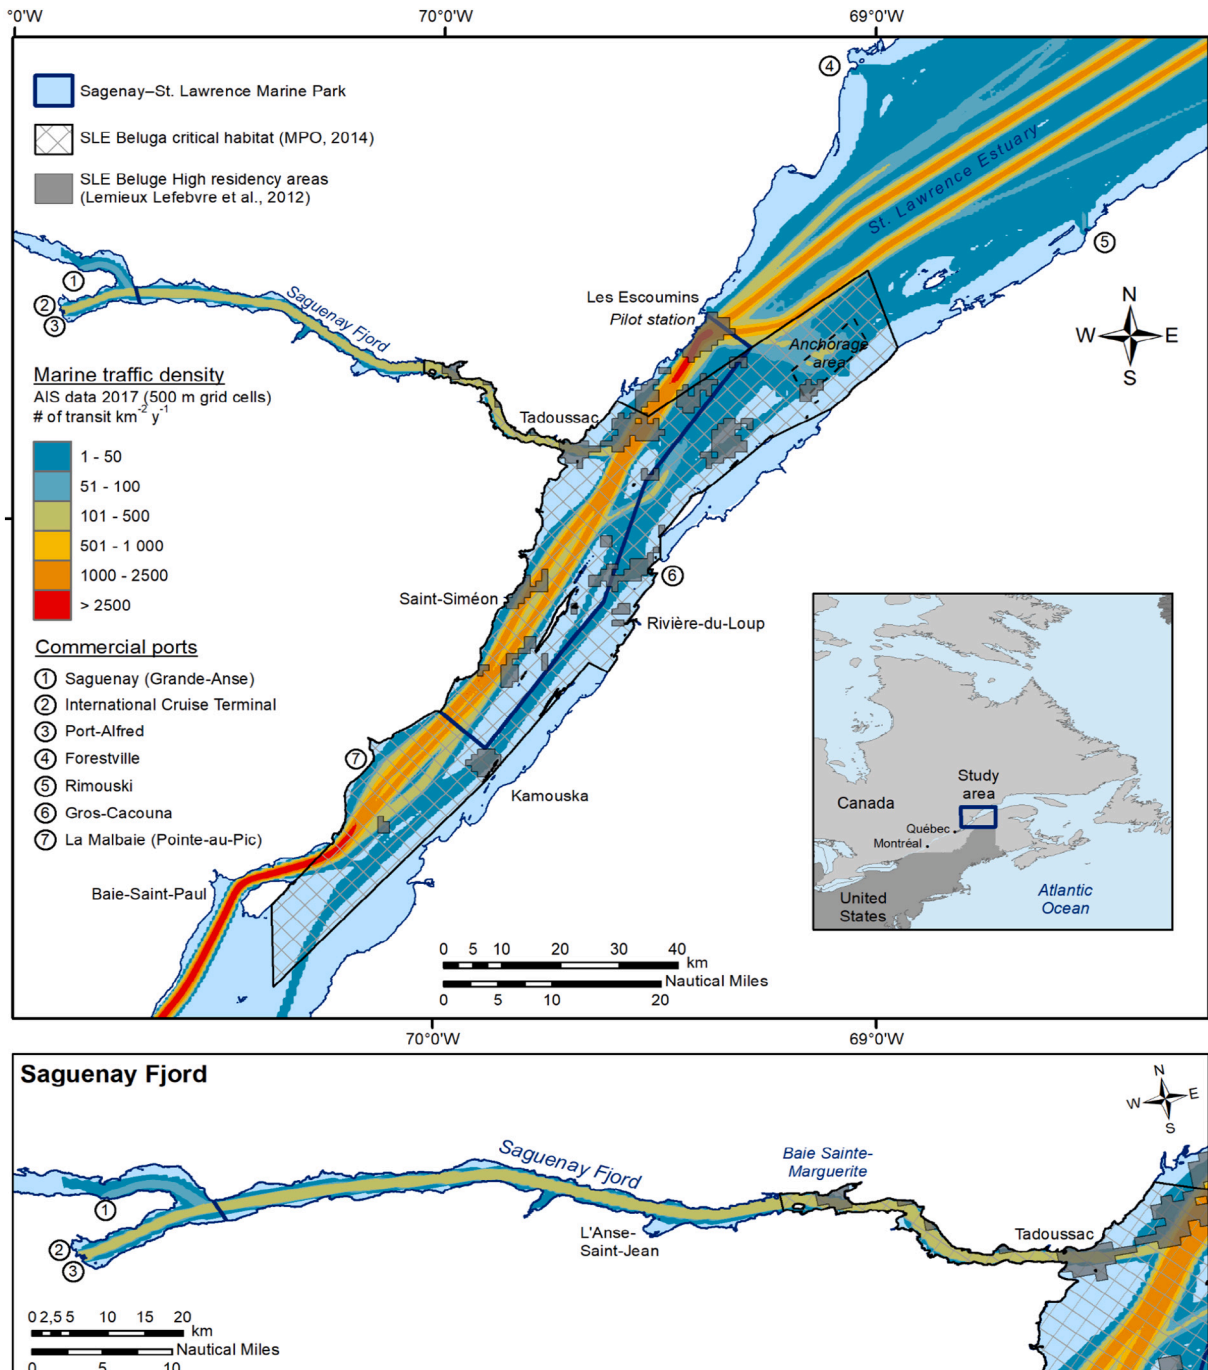 °0'W
70°0'W
69°0'W
Sagenay–St. Lawrence Marine Park
SLE Beluga critical habitat (MPO, 2014)
SLE Beluge High residency areas
(Lemieux Lefebvre et al., 2012)
4
St. Lawrence Estuary
5
1
2
3
Saguenay Fjord
Les Escoumins
Pilot station
Anchorage
area
N
W
E
S
Marine traffic density
AIS data 2017 (500 m grid cells)
# of transit km⁻² y⁻¹
1 - 50
51 - 100
101 - 500
501 - 1 000
1000 - 2500
> 2500
Tadoussac
Saint-Siméon
6
Rivière-du-Loup
Commercial ports
1 Saguenay (Grande-Anse)
2 International Cruise Terminal
3 Port-Alfred
4 Forestville
5 Rimouski
6 Gros-Cacouna
7 La Malbaie (Pointe-au-Pic)
7
Kamouska
Baie-Saint-Paul
Study
area
Canada
Québec
Montréal
United
States
Atlantic
Ocean
0 5 10 20 30 40
km
Nautical Miles
0 5 10 20
70°0'W
69°0'W
Saguenay Fjord
N
W
E
S
Saguenay Fjord
Baie Sainte-
Marguerite
1
2
3
L'Anse-
Saint-Jean
Tadoussac
0 2,5 5 10 15 20
km
Nautical Miles
0 5 10